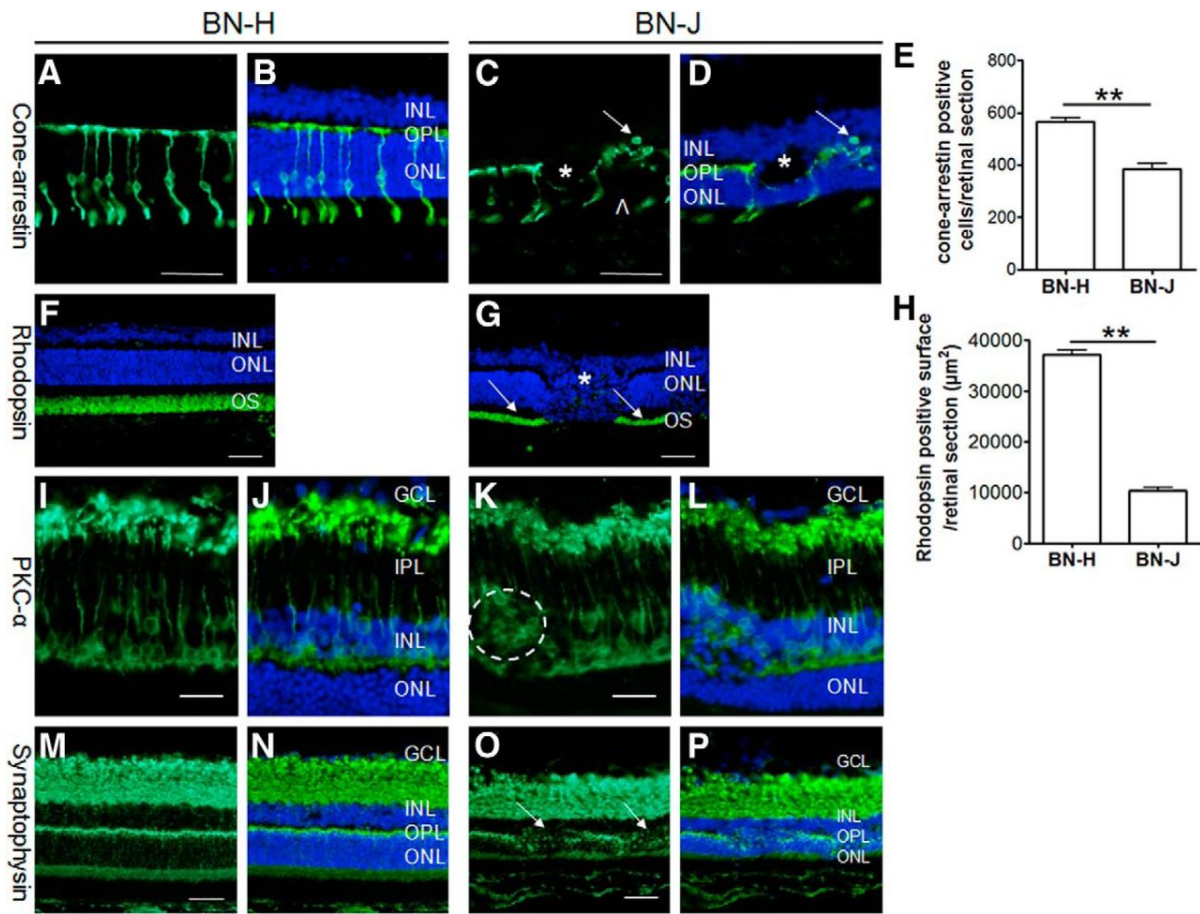 BN-H
BN-J
Cone-arrestin
A
B
INL
OPL
ONL
C
*
^
D
INL
OPL
ONL
*
E
cone-arrestin positive
cells/retinal section
800
600
400
200
0
**
BN-H
BN-J
Rhodopsin
F
INL
ONL
OS
G
INL
*
ONL
OS
H
Rhodopsin positive surface
/retinal section (µm²)
40000
30000
20000
10000
0
**
BN-H
BN-J
PKC-α
I
J
GCL
IPL
INL
ONL
K
L
GCL
IPL
INL
ONL
Synaptophysin
M
N
GCL
INL
OPL
ONL
O
P
GCL
INL
OPL
ONL